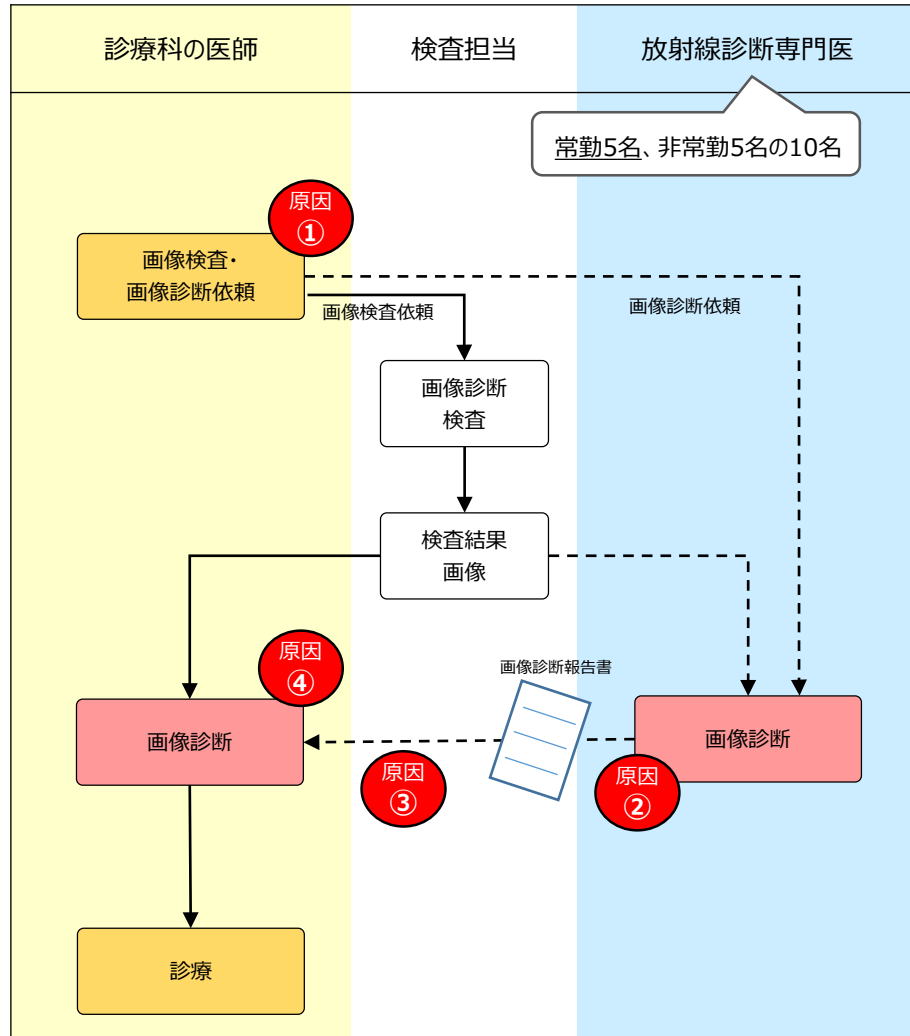 診療科の医師
検査担当
放射線診断専門医
常勤5名、非常勤5名の10名
原因
①
画像検査・
画像診断依頼
画像検査依頼
画像診断依頼
画像診断
検査
検査結果
画像
原因
④
画像診断報告書
画像診断
画像診断
原因
③
原因
②
診療